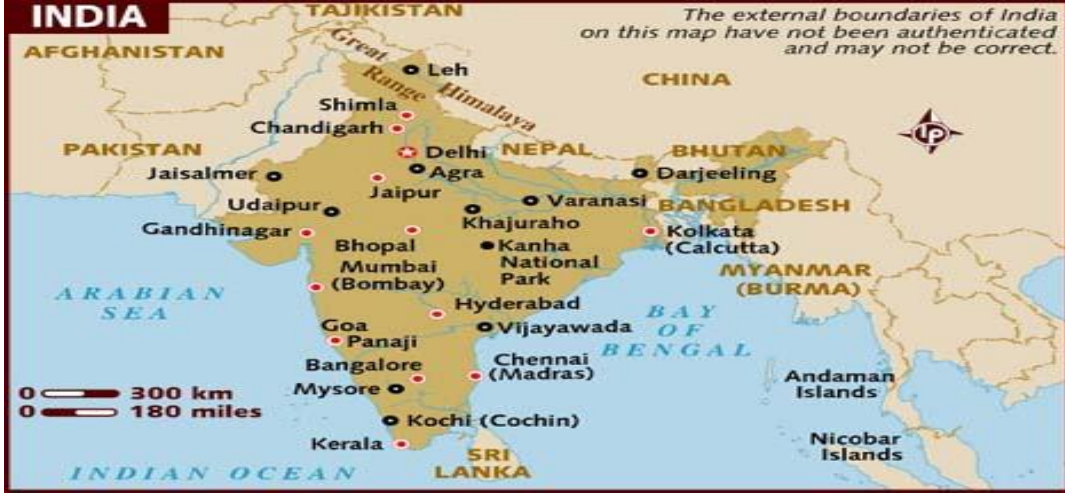 INDIA
TAJIKISTAN
The external boundaries of India
on this map have not been authenticated
and may not be correct.
AFGHANISTAN
Great
Range
Himalaya
Leh
CHINA
Shimla
Chandigarh
LP
PAKISTAN
Delhi
NEPAL
BHUTAN
Jaisalmer
Agra
Darjeeling
Jaipur
Udaipur
Varanasi
BANGLADESH
Khajuraho
Gandhinagar
Bhopal
Kolkata
(Calcutta)
Kanha
National
Park
Mumbai
(Bombay)
MYANMAR
(BURMA)
ARABIAN
SEA
Hyderabad
BAY
OF
BENGAL
Goa
Panaji
Vijayawada
Bangalore
Chennai
(Madras)
Mysore
Andaman
Islands
0 300 km
0 180 miles
Kochi (Cochin)
Kerala
Nicobar
Islands
SRI
LANKA
INDIAN OCEAN